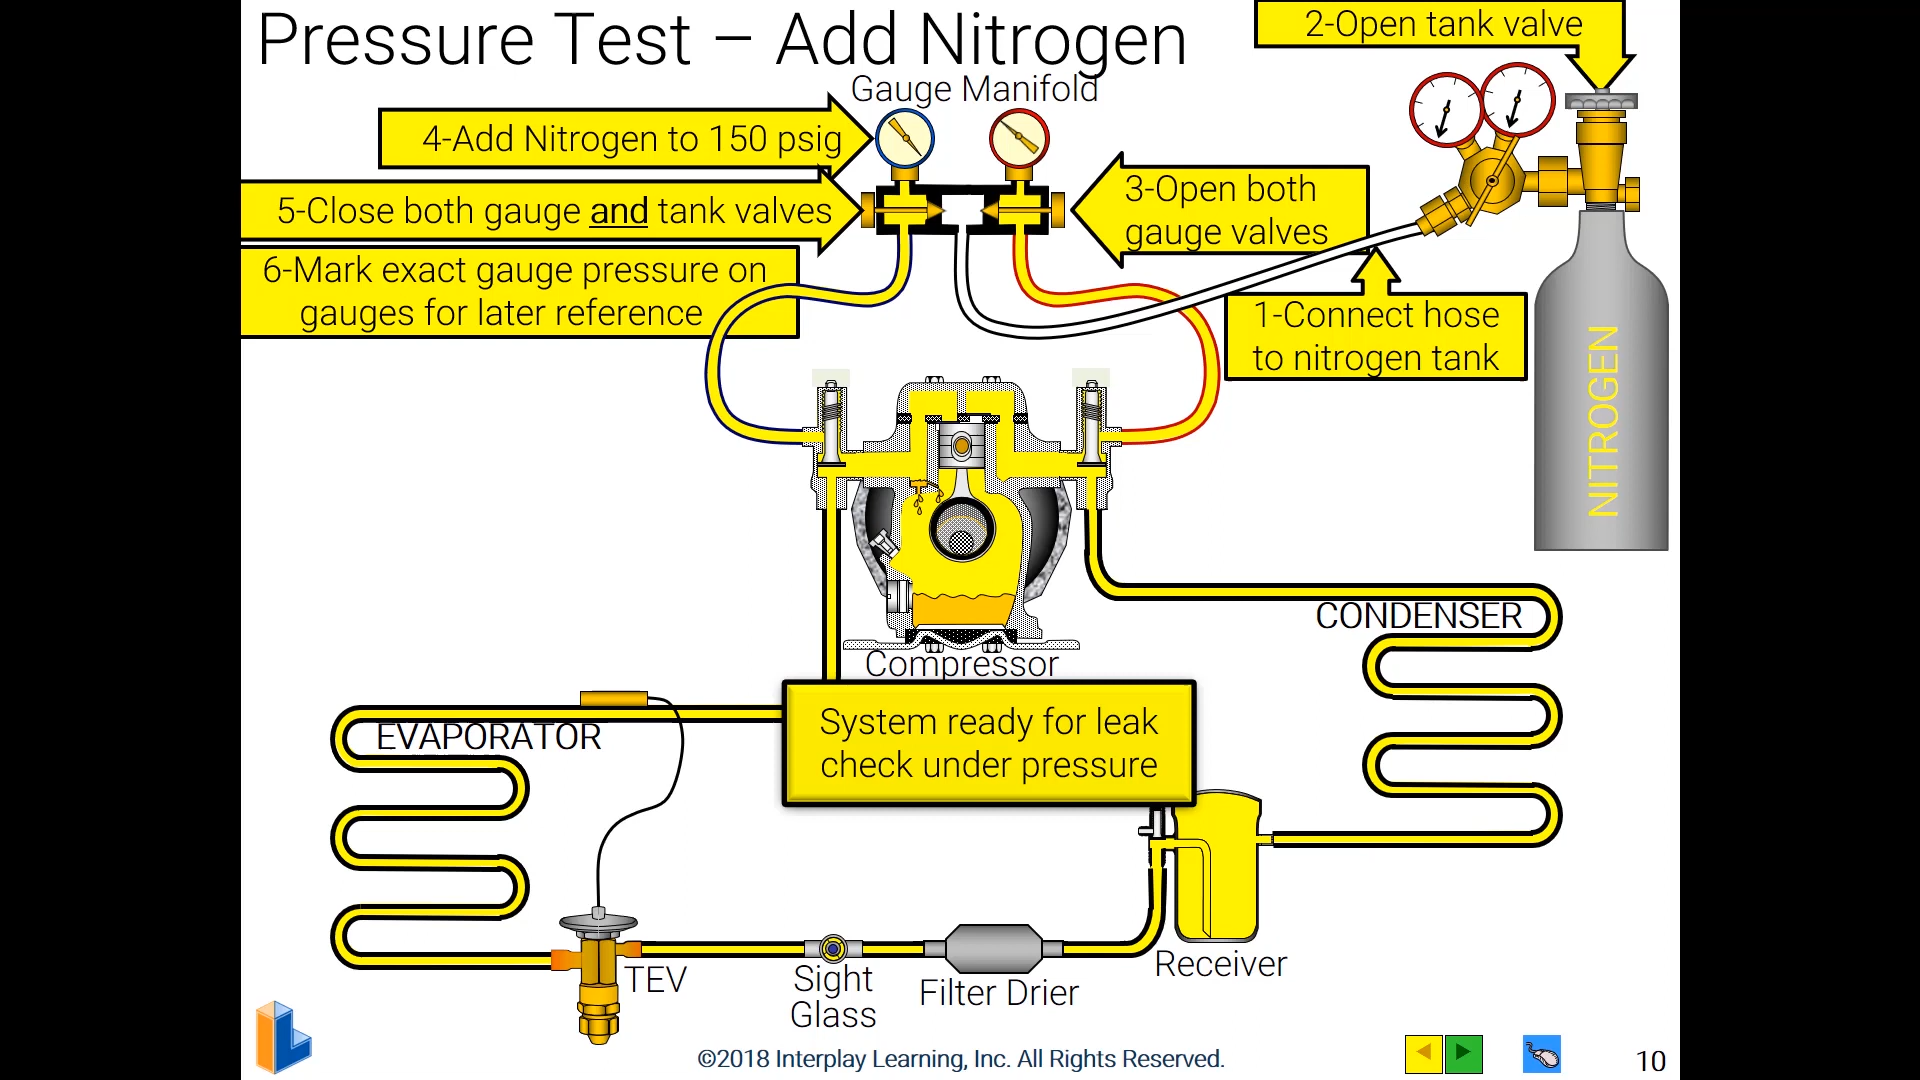 Pressure Test – Add Nitrogen
2-Open tank valve
Gauge Manifold
4-Add Nitrogen to 150 psig
5-Close both gauge and tank valves
3-Open both
gauge valves
6-Mark exact gauge pressure on
gauges for later reference
1-Connect hose
to nitrogen tank
NITROGEN
CONDENSER
Compressor
System ready for leak
check under pressure
EVAPORATOR
TEV
Sight
Glass
Filter Drier
Receiver
©2018 Interplay Learning, Inc. All Rights Reserved.
10